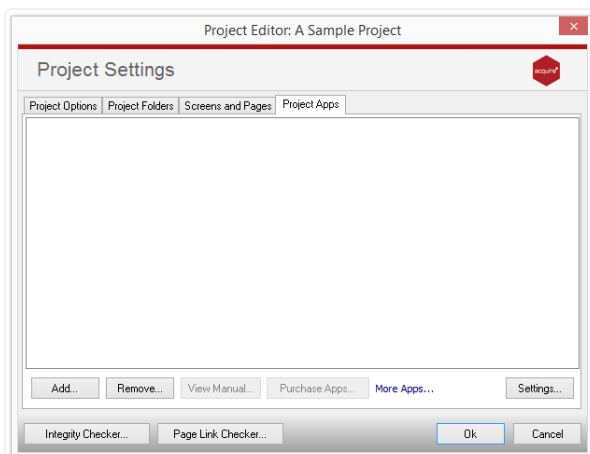 Project Editor: A Sample Project
Project Settings
acquire
Project Options Project Folders Screens and Pages Project Apps
Add... Remove... View Manual... Purchase Apps... More Apps... Settings...
Integrity Checker... Page Link Checker... Ok Cancel